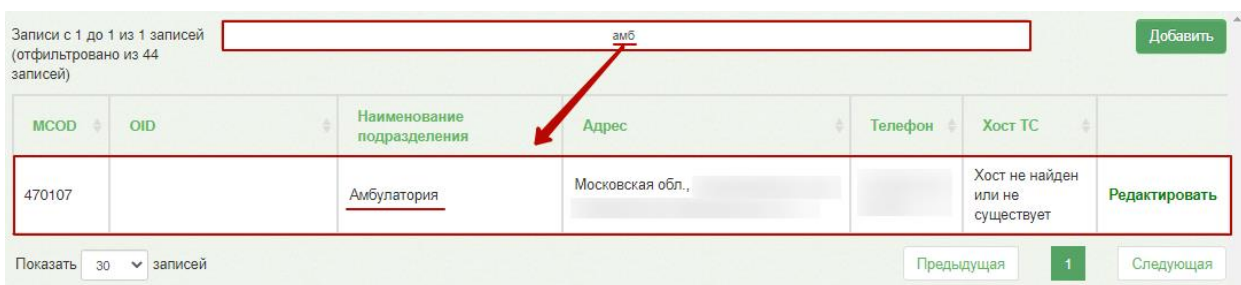 Записи с 1 до 1 из 1 записей
(отфильтровано из 44
записей)
амб
Добавить
MCOD
OID
Наименование
подразделения
Адрес
Телефон
Хост ТС
470107
Амбулатория
Московская обл.,
Хост не найден
или не
существует
Редактировать
Показать 30 записей
Предыдущая
1
Следующая